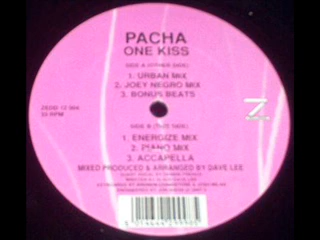 PACHA
ONE KISS
SIDE A (OTHER SIDE)
1. URBAN MIX
2. JOEY NEGRO MIX
3. BONUS BEATS
ZEDD 12 004
33 RPM
Z
SIDE B (THIS SIDE)
1. ENERGIZE MIX
2. PIANO MIX
3. ACCAPELLA
MIXED PRODUCED & ARRANGED BY DAVE LEE